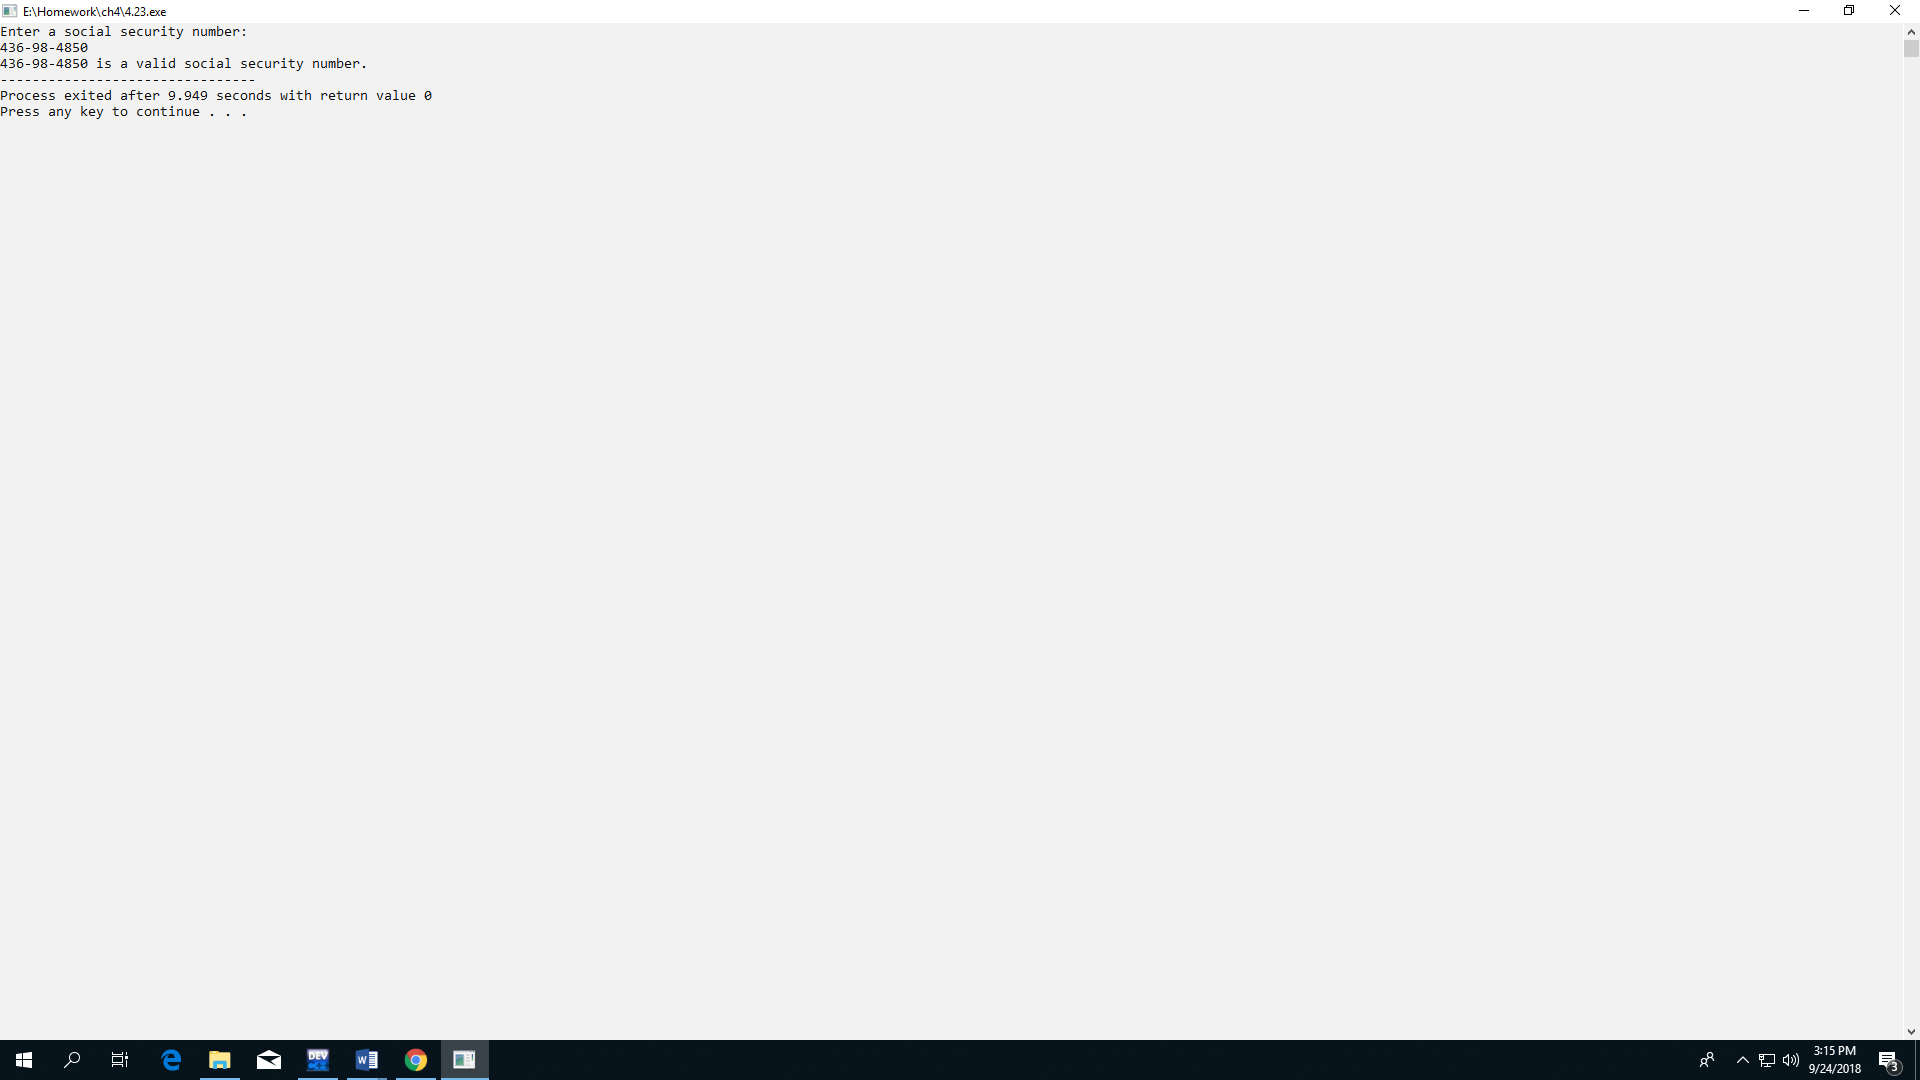 E:\Homework\ch4\4.23.exe
Enter a social security number:
436-98-4850
436-98-4850 is a valid social security number.
--------------------------------
Process exited after 9.949 seconds with return value 0
Press any key to continue . . .
DEV
C++
W
3:15 PM
9/24/2018
3